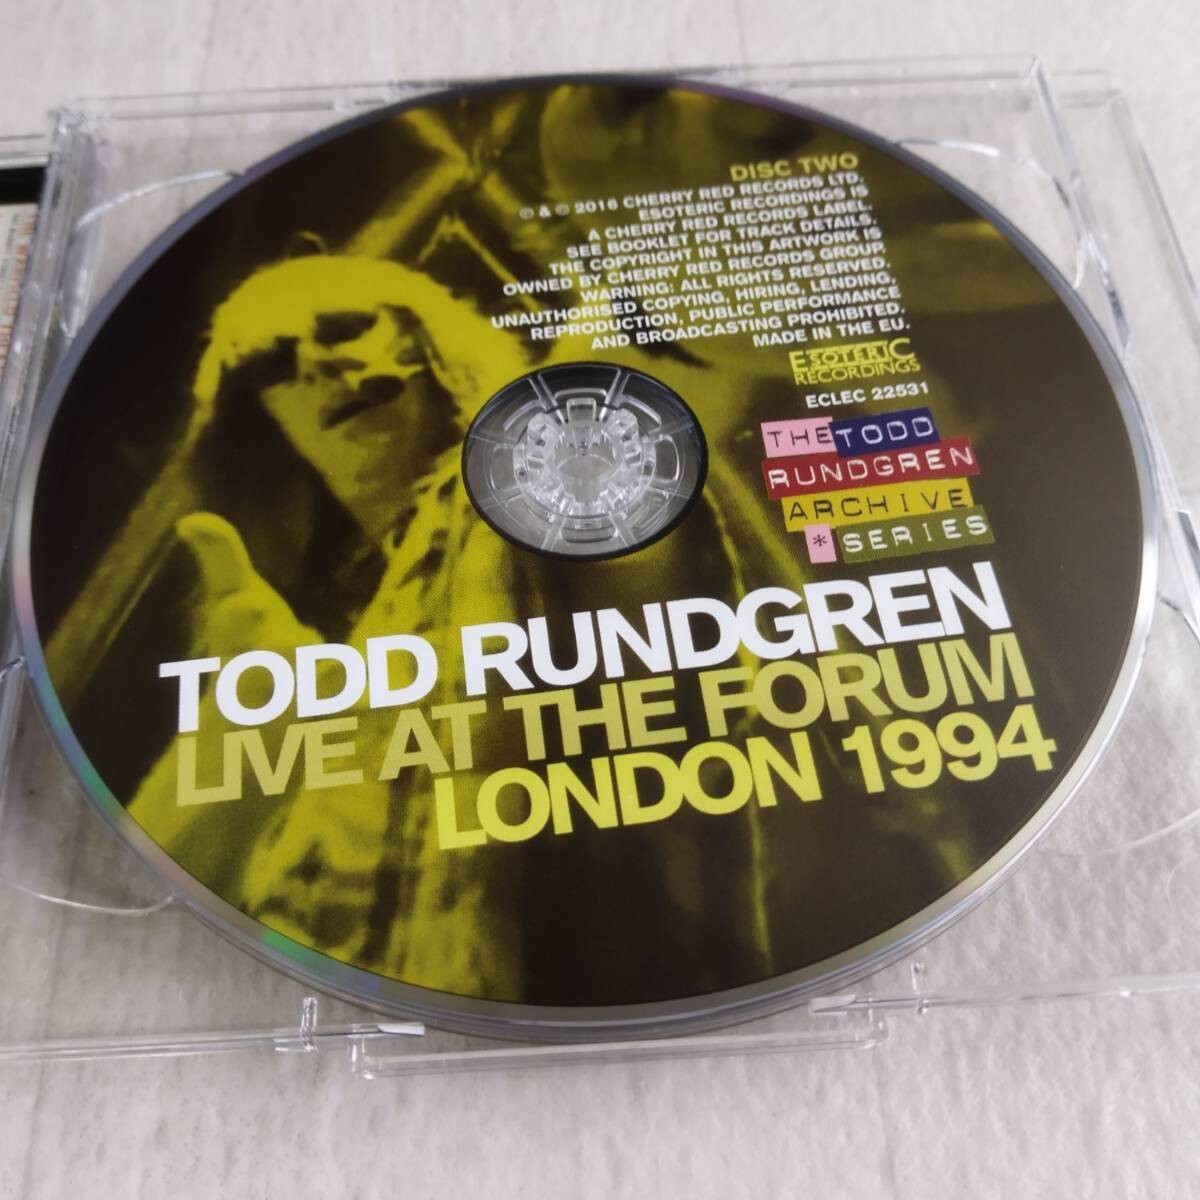 DISC TWO
℗ & © 2016 CHERRY RED RECORDS LTD.
ESOTERIC RECORDINGS IS
A CHERRY RED RECORDS LABEL.
SEE BOOKLET FOR TRACK DETAILS.
THE COPYRIGHT IN THIS ARTWORK IS
OWNED BY CHERRY RED RECORDS GROUP.
WARNING: ALL RIGHTS RESERVED.
UNAUTHORISED COPYING, HIRING, LENDING,
REPRODUCTION, PUBLIC PERFORMANCE
AND BROADCASTING PROHIBITED.
MADE IN THE EU.
ESOTERIC
RECORDINGS
ECLEC 22531
THE TODD
RUNDGREN
ARCHIVE
* SERIES
TODD RUNDGREN
LIVE AT THE FORUM
LONDON 1994